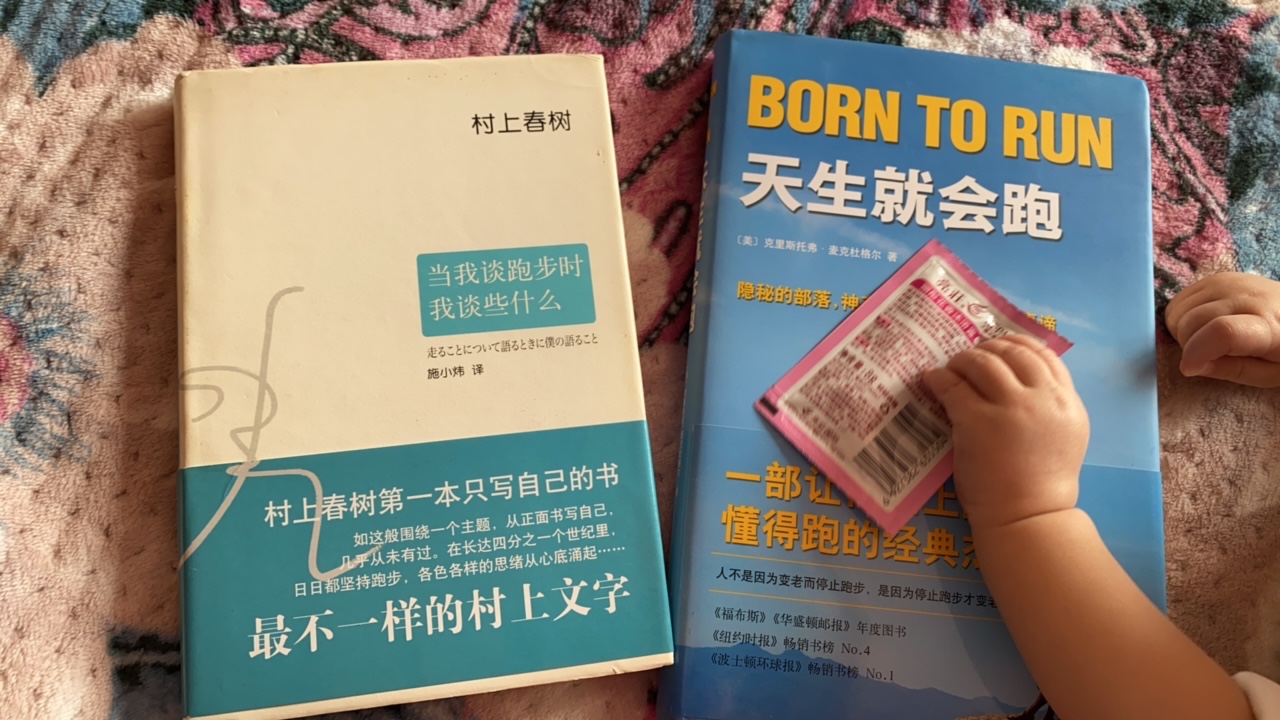 村上春树
当我谈跑步时
我谈些什么
走ることについて語るときに僕の語ること
施小炜 译
村上春树第一本只写自己的书
如这般围绕一个主题，从正面书写自己，
几乎从未有过。在长达四分之一个世纪里，
日日都坚持跑步，各色各样的思绪从心底涌起……
最不一样的村上文字
BORN TO RUN
天生就会跑
〔美〕克里斯托弗·麦克杜格尔 著
隐秘的部落，神
一部让
懂得跑的经典
人不是因为变老而停止跑步，是因为停止跑步才变老
《福布斯》《华盛顿邮报》年度图书
《纽约时报》畅销书榜 No.4
《波士顿环球报》畅销书榜 No.1